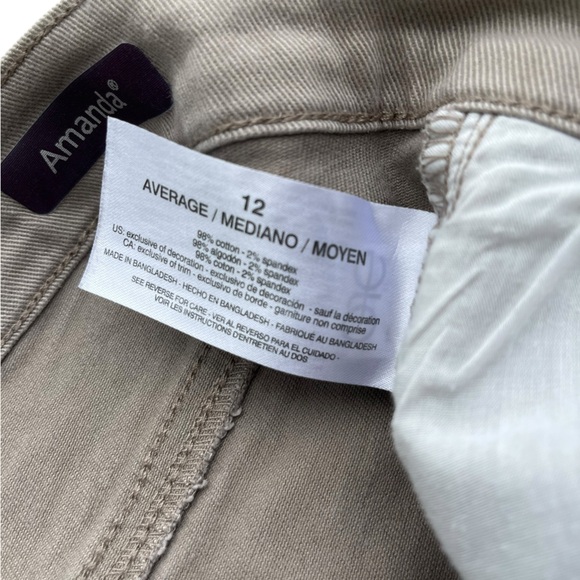 Amanda®
12
AVERAGE / MEDIANO / MOYEN
98% cotton - 2% spandex
98% algodón - 2% spandex
98% coton - 2% spandex
US: exclusive of decoration - exclusivo de decoración - sauf la décoration
CA: exclusive of trim - exclusivo de borde - garniture non comprise
MADE IN BANGLADESH - HECHO EN BANGLADESH - FABRIQUÉ AU BANGLADESH
SEE REVERSE FOR CARE - VER AL REVERSO PARA EL CUIDADO -
VOIR LES INSTRUCTIONS D'ENTRETIEN AU DOS